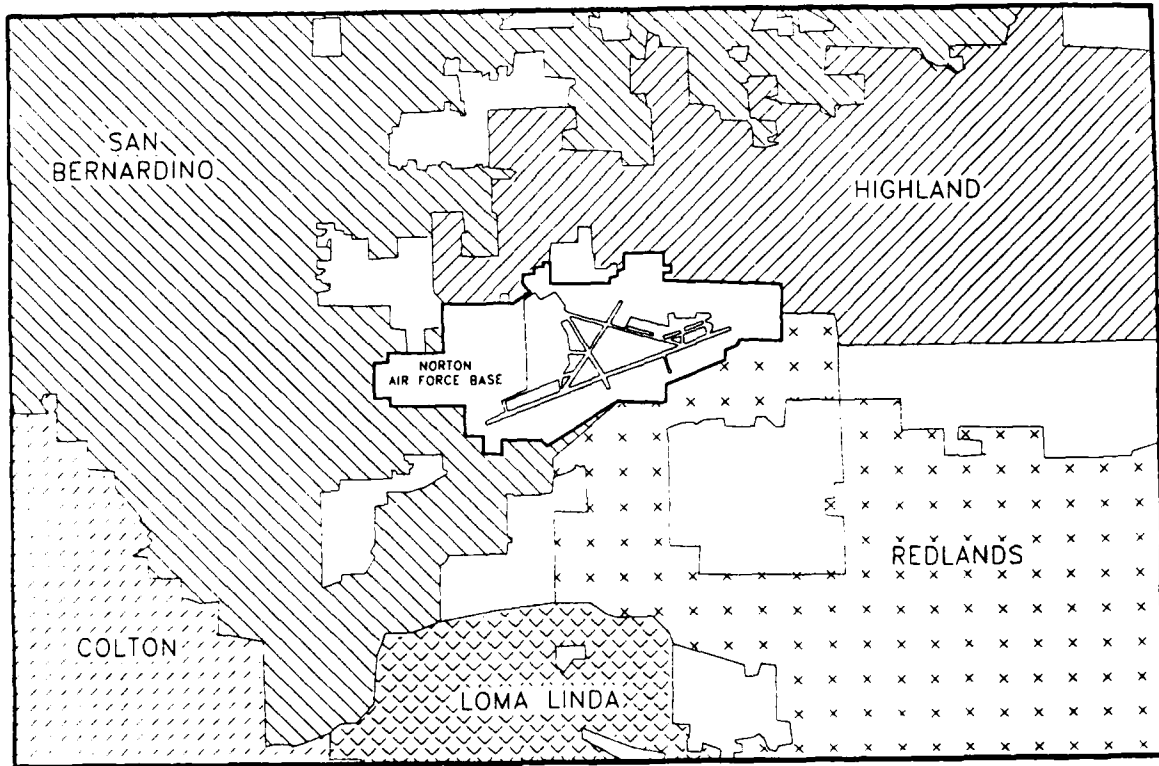 SAN
BERNARDINO
HIGHLAND
NORTON
AIR FORCE BASE
REDLANDS
COLTON
LOMA LINDA